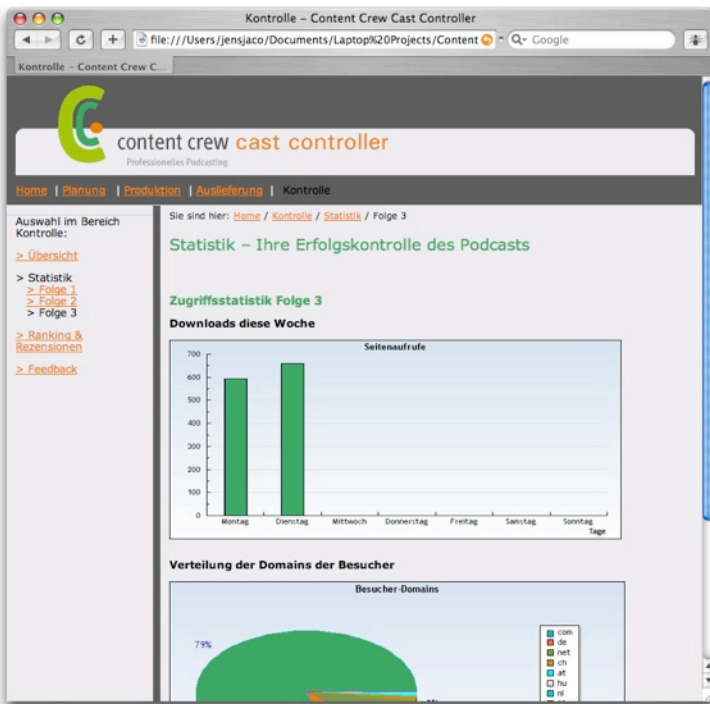 Kontrolle – Content Crew Cast Controller
file:///Users/jensjaco/Documents/Laptop%20Projects/Content
Google
Kontrolle – Content Crew C...
content crew cast controller
Professionelles Podcasting
Home | Planung | Produktion | Auslieferung | Kontrolle
Auswahl im Bereich
Kontrolle:
> Übersicht
> Statistik
> Folge 1
> Folge 2
> Folge 3
> Ranking &
Rezensionen
> Feedback
Sie sind hier: Home / Kontrolle / Statistik / Folge 3
Statistik – Ihre Erfolgskontrolle des Podcasts
Zugriffsstatistik Folge 3
Downloads diese Woche
Seitenaufrufe
700
600
500
400
300
200
100
0
Montag Dienstag Mittwoch Donnerstag Freitag Samstag Sonntag
Tage
Verteilung der Domains der Besucher
Besucher-Domains
79%
com
de
net
ch
at
hu
nl